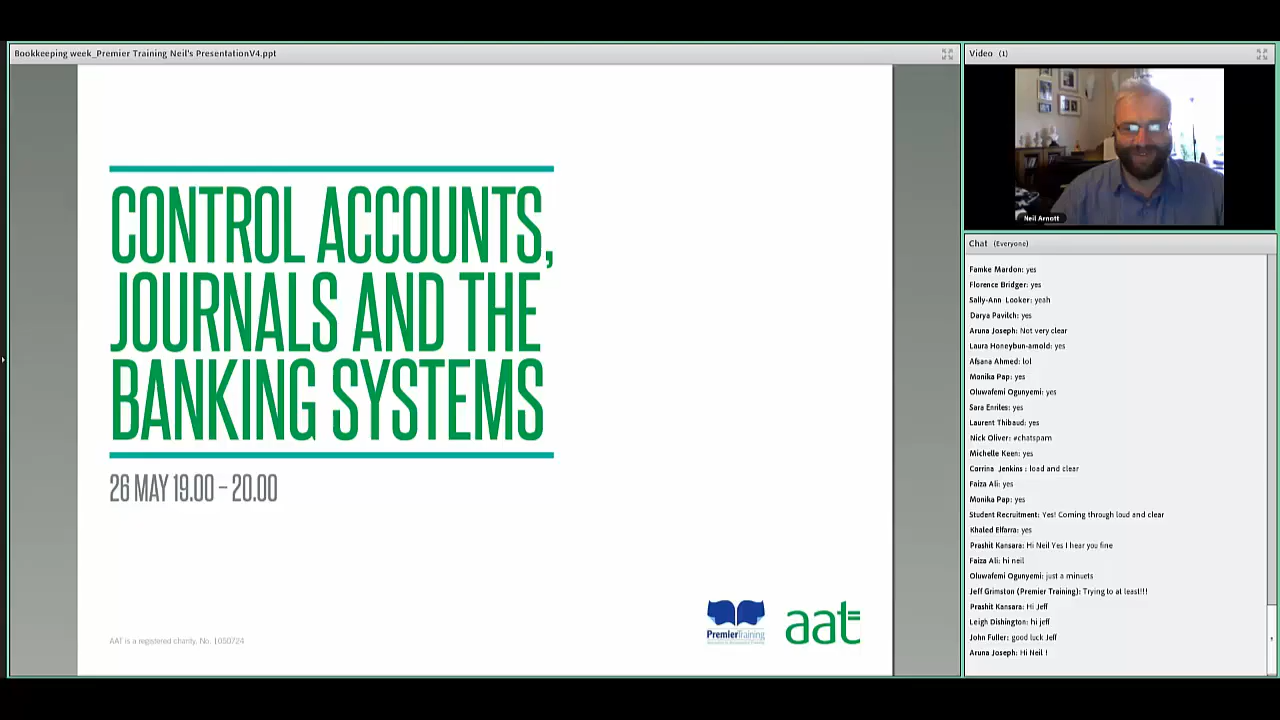 Bookkeeping week_Premier Training Neil's PresentationV4.ppt
CONTROL ACCOUNTS,
JOURNALS AND THE
BANKING SYSTEMS
26 MAY 19.00 – 20.00
AAT is a registered charity, No. 1050724
PremierTraining
aat
Video (1)
Neil Arnott
Chat (Everyone)
Famke Mardon: yes
Florence Bridger: yes
Sally-Ann Looker: yeah
Darya Pavilch: yes
Aruna Joseph: Not very clear
Laura Honeybun-arnold: yes
Afsana Ahmed: lol
Monika Pap: yes
Oluwafemi Ogunyemi: yes
Sara Enriles: yes
Laurent Thibaud: yes
Nick Oliver: #chatspam
Michelle Keen: yes
Corrina Jenkins : load and clear
Faiza Ali: yes
Monika Pap: yes
Student Recruitment: Yes! Coming through loud and clear
Khaled Elfarra: yes
Prashit Kansara: Hi Neil Yes I hear you fine
Faiza Ali: hi neil
Oluwafemi Ogunyemi: just a minuets
Jeff Grimston (Premier Training): Trying to at least!!!
Prashit Kansara: Hi Jeff
Leigh Dishington: hi jeff
John Fuller: good luck Jeff
Aruna Joseph: Hi Neil !